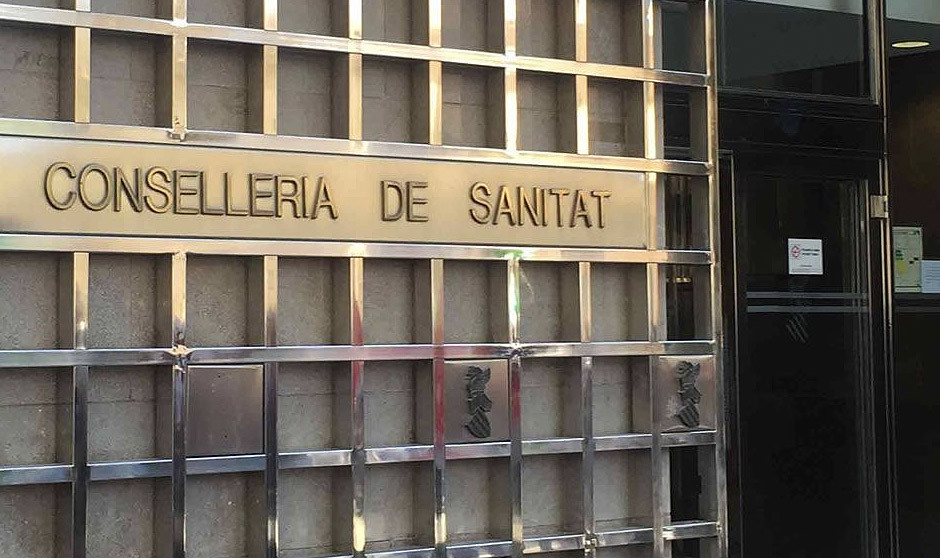 CONSELLERIA DE SANITAT